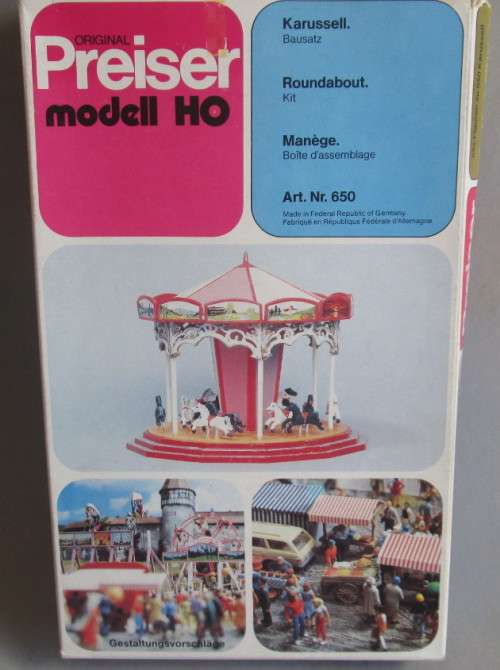 ORIGINAL
Preiser
modell HO
Karussell.
Bausatz
Roundabout.
Kit
Manège.
Boîte d'assemblage
Art. Nr. 650
Made in Federal Republic of Germany
Fabriqué en République Fédérale d'Allemagne
Gestaltungsvorschläge